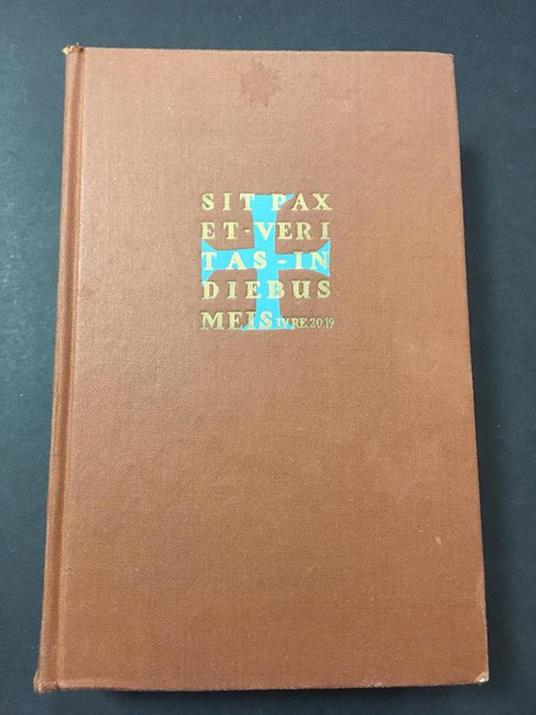 SIT PAX
ET·VERI
TAS-IN
DIEBUS
MEIS IV.RE.20.19